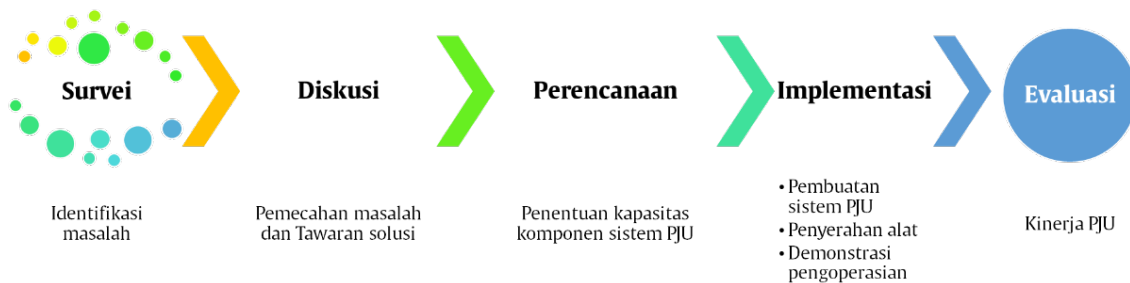 Survei
Diskusi
Perencanaan
Implementasi
Evaluasi
Identifikasi
masalah
Pemecahan masalah
dan Tawaran solusi
Penentuan kapasitas
komponen sistem PJU
• Pembuatan
sistem PJU
• Penyerahan alat
• Demonstrasi
pengoperasian
Kinerja PJU